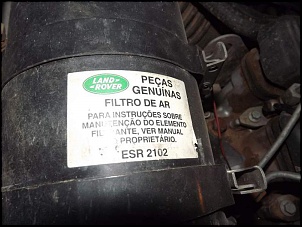 LAND-
ROVER
PEÇAS
GENUÍNAS
FILTRO DE AR
PARA INSTRUÇÕES SOBRE
MANUTENÇÃO DO ELEMENTO
FILTRANTE, VER MANUAL
PROPRIETÁRIO.
ESR 2102